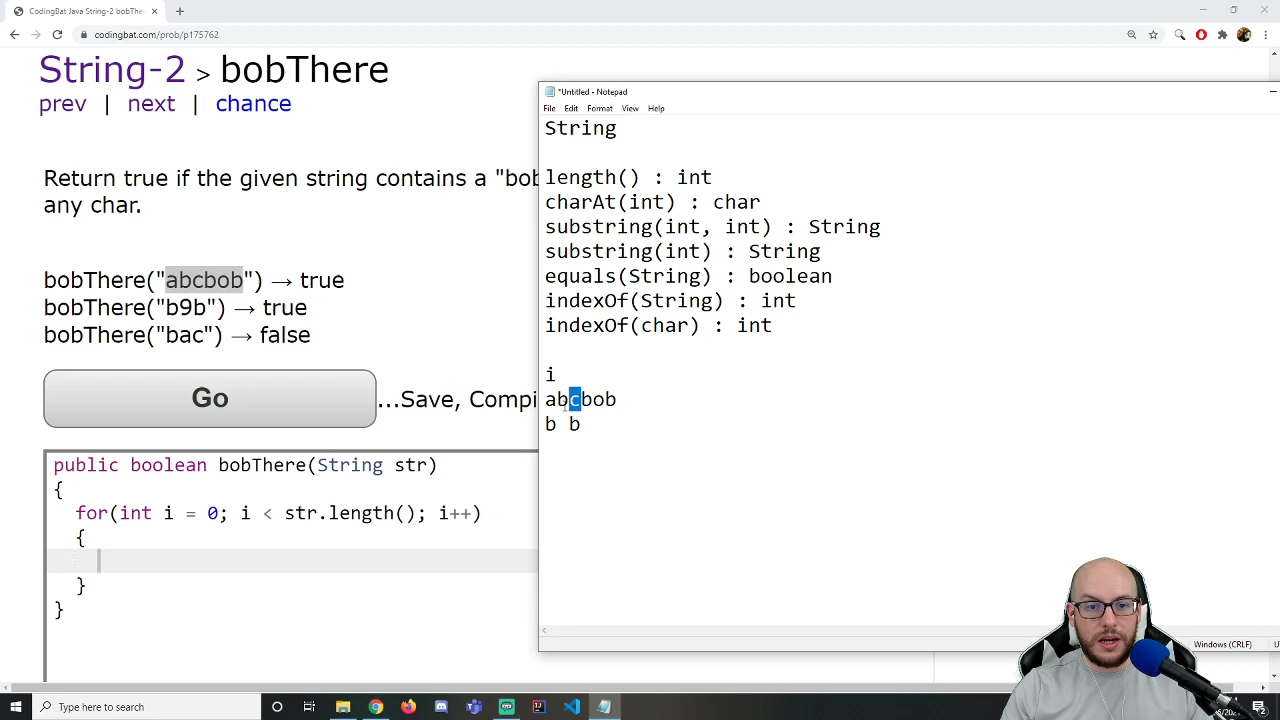 CodingBat Java String-2 bobThere
codingbat.com/prob/p175762
String-2 > bobThere
prev | next | chance
Return true if the given string contains a "bob
any char.
bobThere("abcbob") → true
bobThere("b9b") → true
bobThere("bac") → false
Go
...Save, Compi
public boolean bobThere(String str)
{
for(int i = 0; i < str.length(); i++)
{
}
}
*Untitled - Notepad
File Edit Format View Help
String
length() : int
charAt(int) : char
substring(int, int) : String
substring(int) : String
equals(String) : boolean
indexOf(String) : int
indexOf(char) : int
i
abcbob
b b
Windows (CRLF)
Type here to search